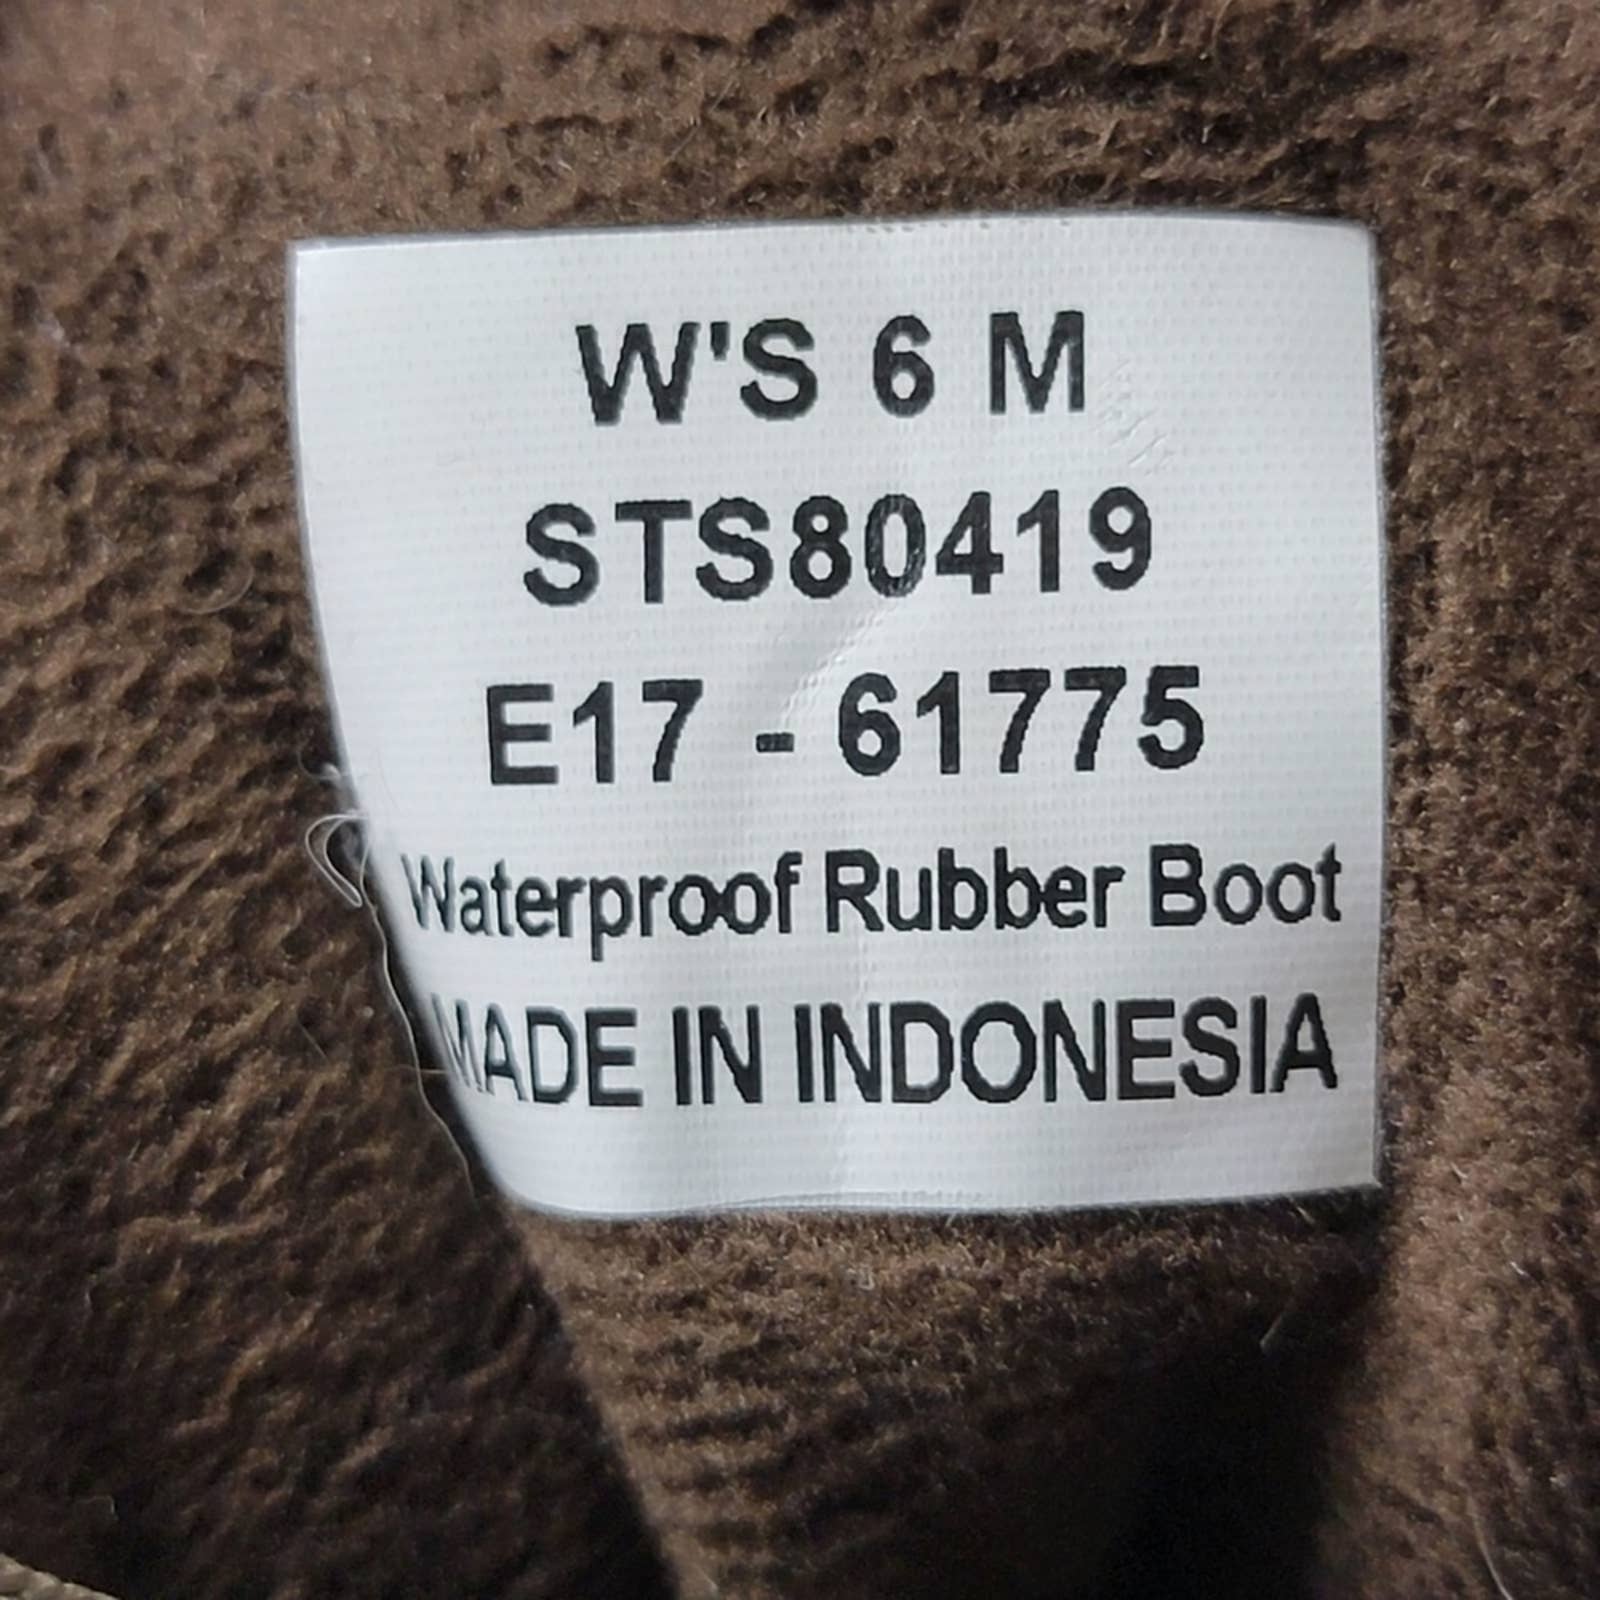 W'S 6 M
STS80419
E17 - 61775
Waterproof Rubber Boot
MADE IN INDONESIA